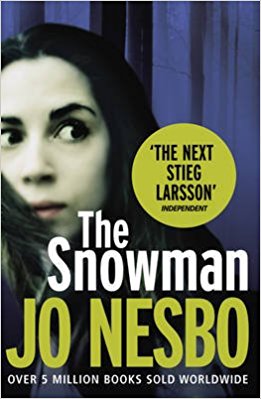 'THE NEXT
STIEG
LARSSON'
INDEPENDENT
The
Snowman
JO NESBO
OVER 5 MILLION BOOKS SOLD WORLDWIDE